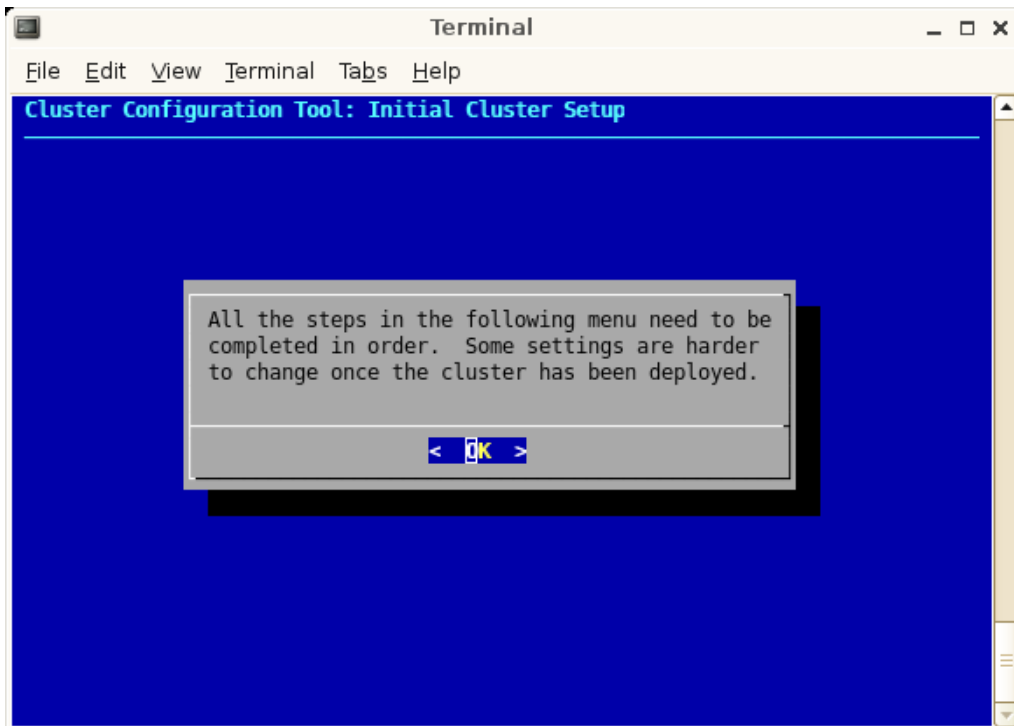 Terminal
File Edit View Terminal Tabs Help
Cluster Configuration Tool: Initial Cluster Setup
All the steps in the following menu need to be
completed in order.  Some settings are harder
to change once the cluster has been deployed.
<  OK  >